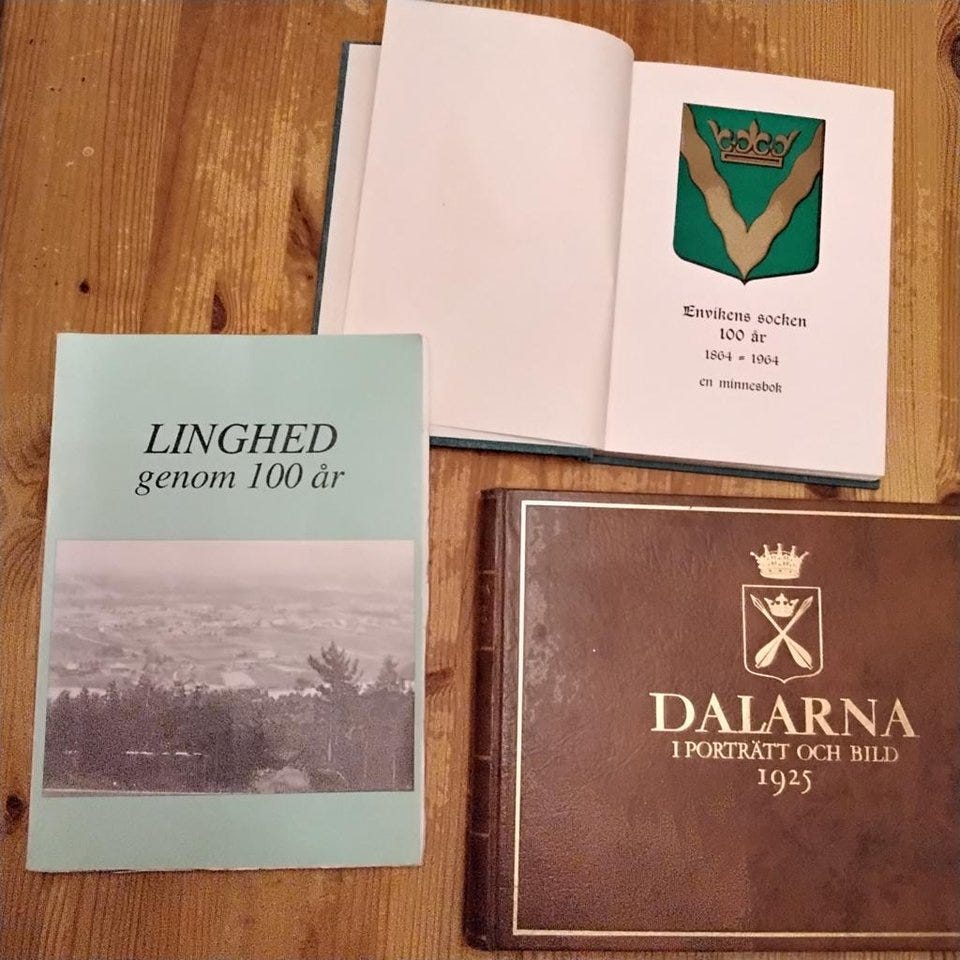 Envikens socken
100 år
1864 = 1964
en minnesbok
LINGHED
genom 100 år
DALARNA
I PORTRÄTT OCH BILD
1925